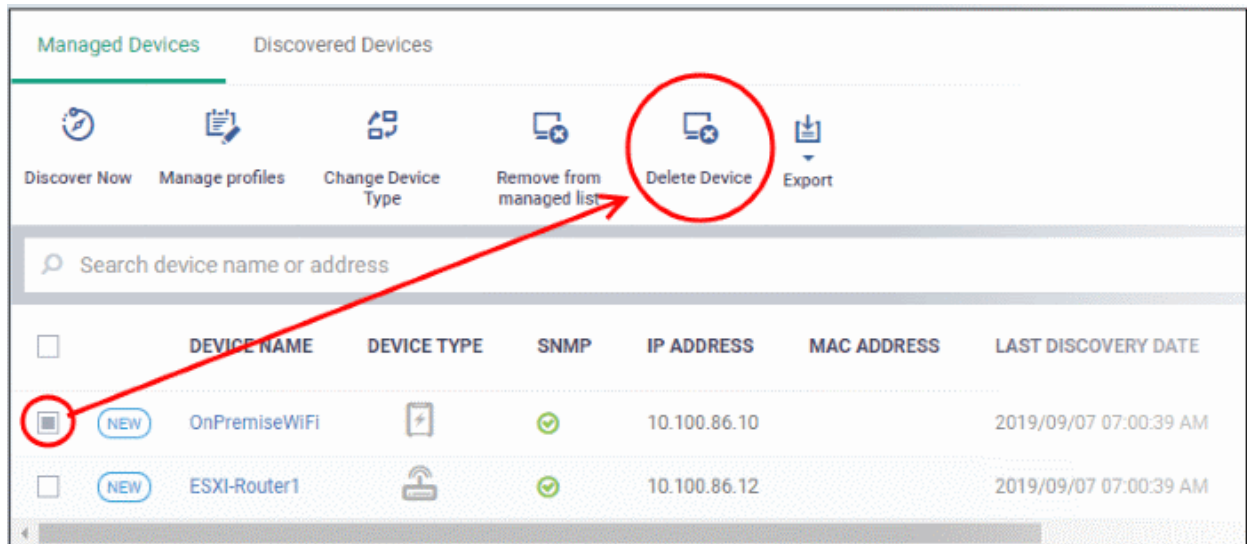 Managed Devices Discovered Devices
Discover Now Manage profiles Change Device Type Remove from managed list Delete Device Export
Search device name or address
DEVICE NAME DEVICE TYPE SNMP IP ADDRESS MAC ADDRESS LAST DISCOVERY DATE
NEW OnPremiseWiFi 10.100.86.10 2019/09/07 07:00:39 AM
NEW ESXI-Router1 10.100.86.12 2019/09/07 07:00:39 AM